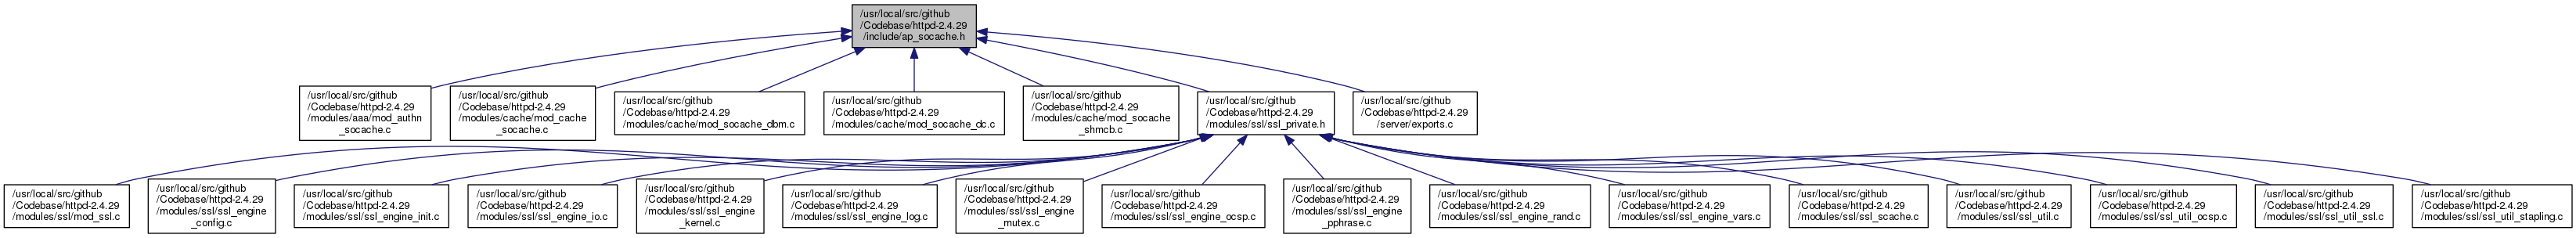 /usr/local/src/github
/Codebase/httpd-2.4.29
/include/ap_socache.h
/usr/local/src/github
/Codebase/httpd-2.4.29
/modules/aaa/mod_authn
_socache.c
/usr/local/src/github
/Codebase/httpd-2.4.29
/modules/cache/mod_cache
_socache.c
/usr/local/src/github
/Codebase/httpd-2.4.29
/modules/cache/mod_socache_dbm.c
/usr/local/src/github
/Codebase/httpd-2.4.29
/modules/cache/mod_socache_dc.c
/usr/local/src/github
/Codebase/httpd-2.4.29
/modules/cache/mod_socache
_shmcb.c
/usr/local/src/github
/Codebase/httpd-2.4.29
/modules/ssl/ssl_private.h
/usr/local/src/github
/Codebase/httpd-2.4.29
/server/exports.c
/usr/local/src/github
/Codebase/httpd-2.4.29
/modules/ssl/mod_ssl.c
/usr/local/src/github
/Codebase/httpd-2.4.29
/modules/ssl/ssl_engine
_config.c
/usr/local/src/github
/Codebase/httpd-2.4.29
/modules/ssl/ssl_engine_init.c
/usr/local/src/github
/Codebase/httpd-2.4.29
/modules/ssl/ssl_engine_io.c
/usr/local/src/github
/Codebase/httpd-2.4.29
/modules/ssl/ssl_engine
_kernel.c
/usr/local/src/github
/Codebase/httpd-2.4.29
/modules/ssl/ssl_engine_log.c
/usr/local/src/github
/Codebase/httpd-2.4.29
/modules/ssl/ssl_engine
_mutex.c
/usr/local/src/github
/Codebase/httpd-2.4.29
/modules/ssl/ssl_engine_ocsp.c
/usr/local/src/github
/Codebase/httpd-2.4.29
/modules/ssl/ssl_engine
_pphrase.c
/usr/local/src/github
/Codebase/httpd-2.4.29
/modules/ssl/ssl_engine_rand.c
/usr/local/src/github
/Codebase/httpd-2.4.29
/modules/ssl/ssl_engine_vars.c
/usr/local/src/github
/Codebase/httpd-2.4.29
/modules/ssl/ssl_scache.c
/usr/local/src/github
/Codebase/httpd-2.4.29
/modules/ssl/ssl_util.c
/usr/local/src/github
/Codebase/httpd-2.4.29
/modules/ssl/ssl_util_ocsp.c
/usr/local/src/github
/Codebase/httpd-2.4.29
/modules/ssl/ssl_util_ssl.c
/usr/local/src/github
/Codebase/httpd-2.4.29
/modules/ssl/ssl_util_stapling.c